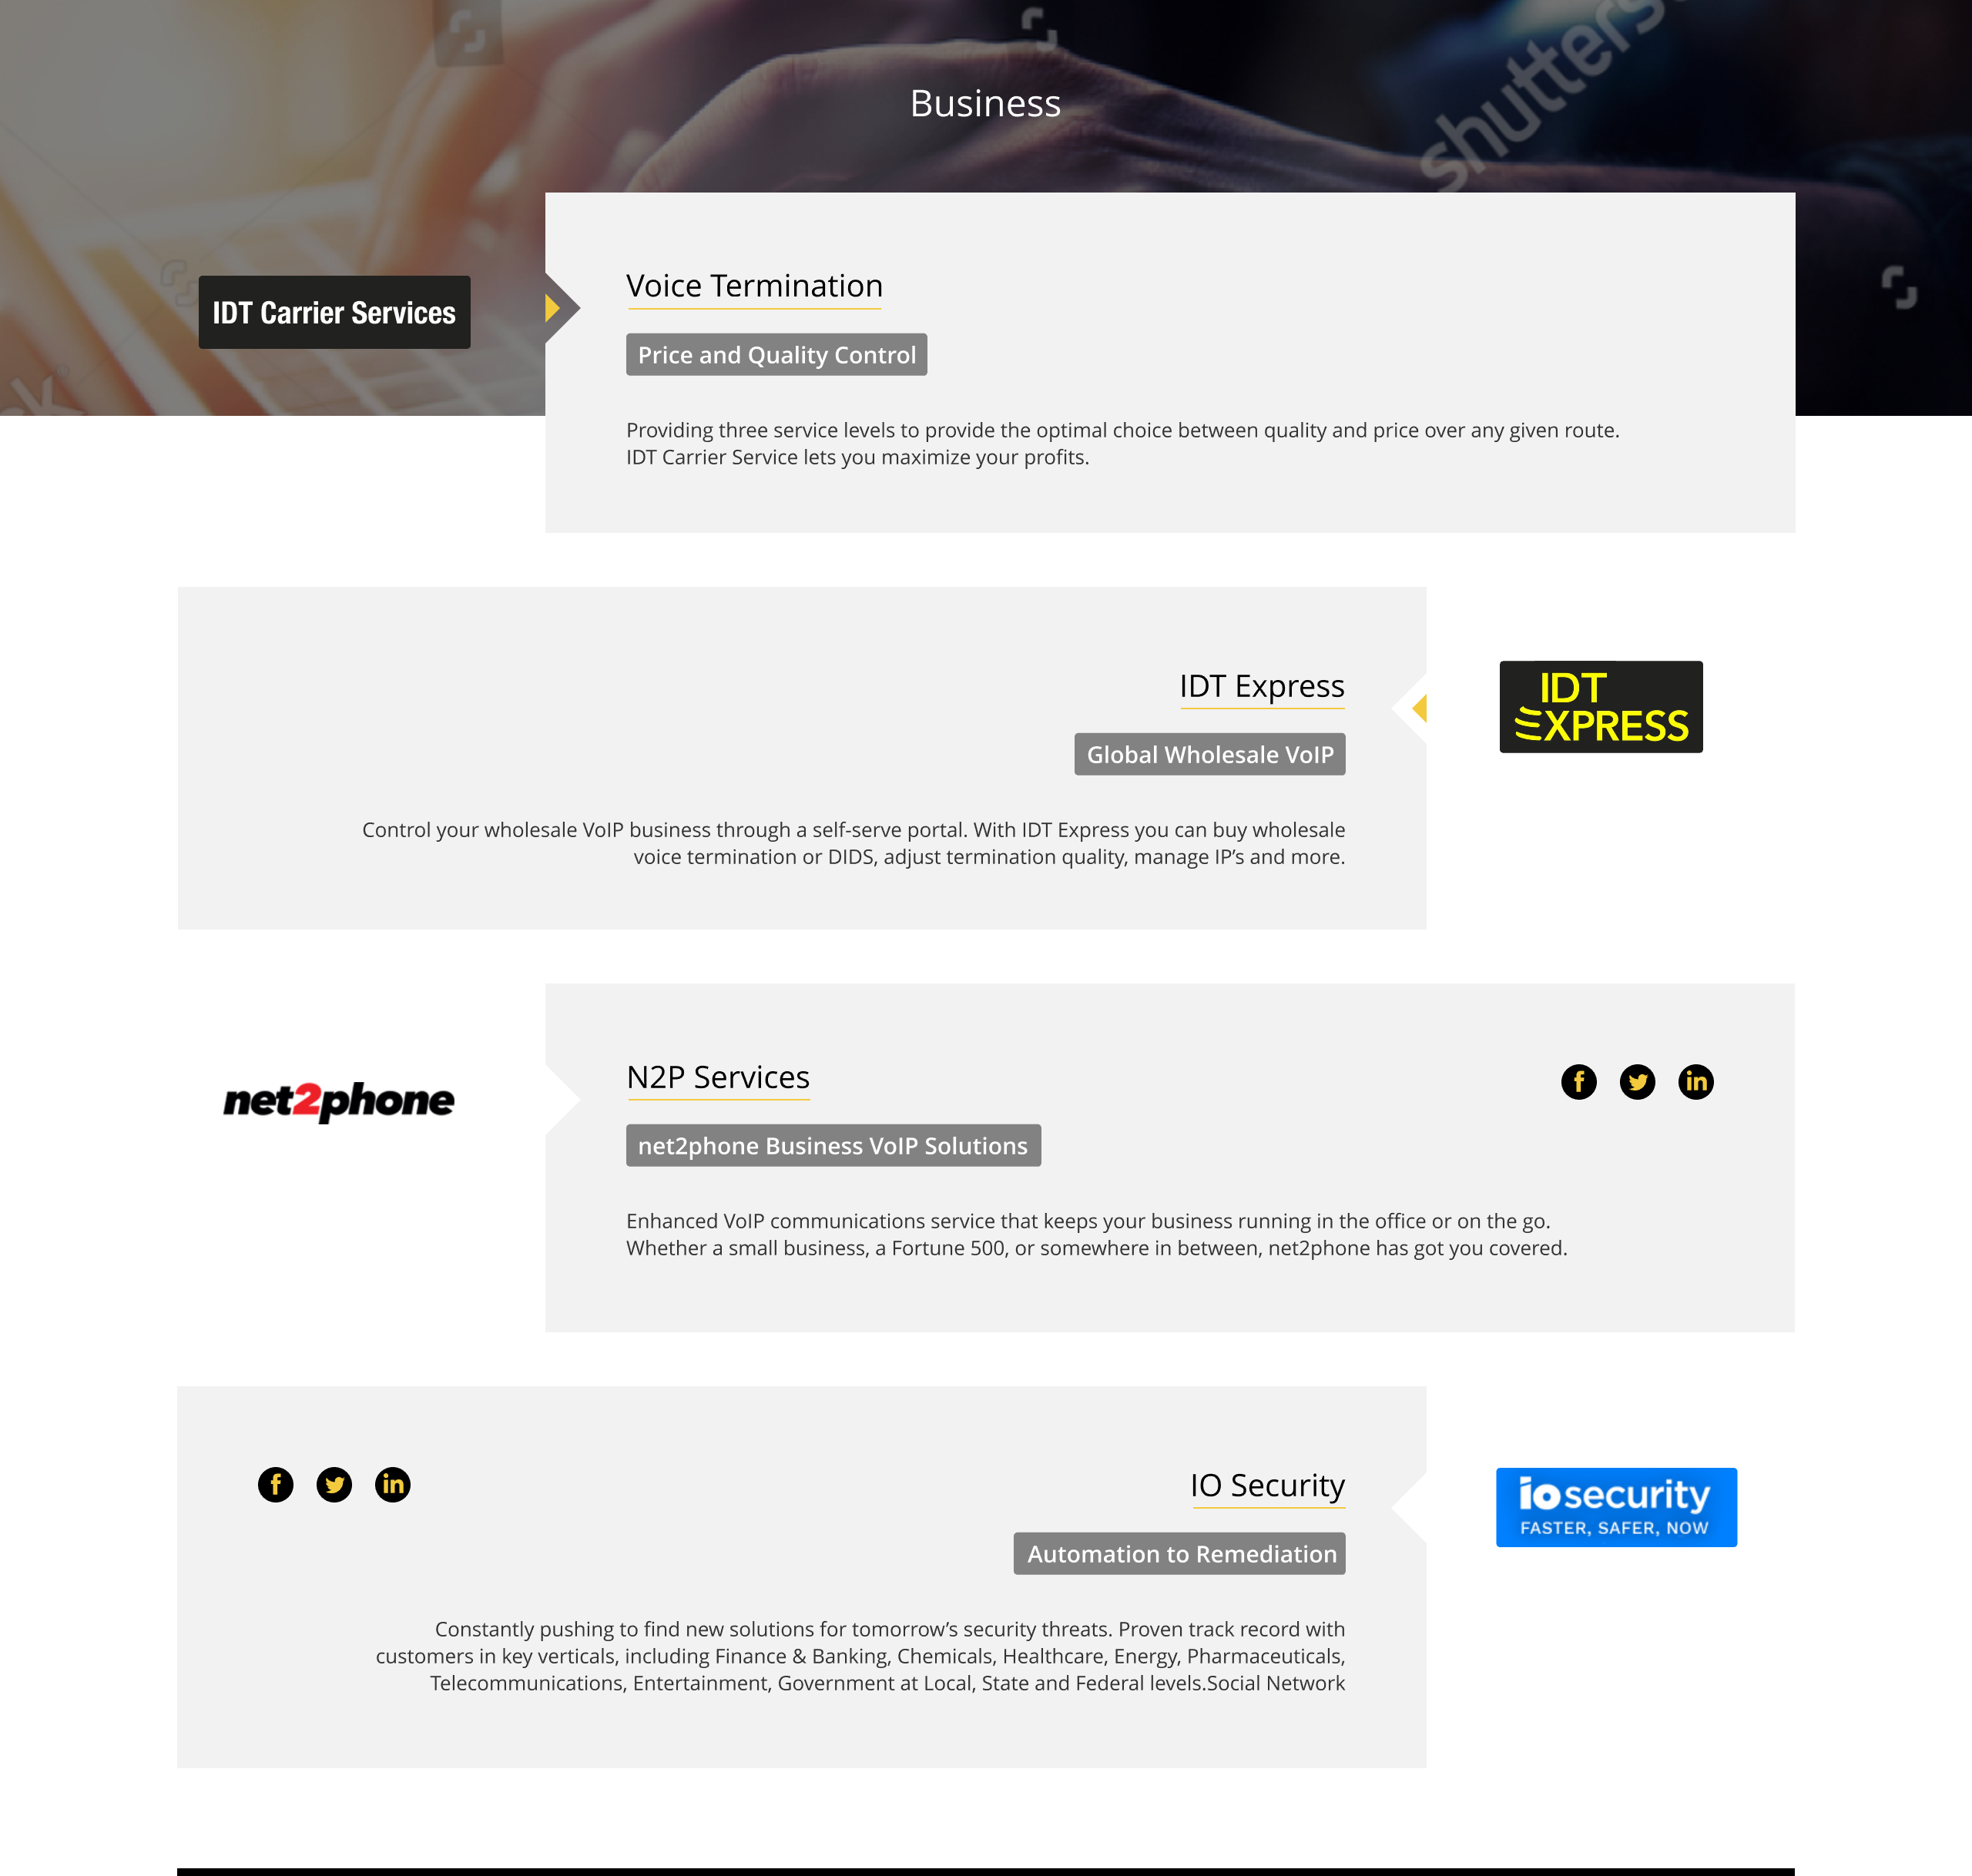 shutters
Business
IDT Carrier Services
Voice Termination
Price and Quality Control
Providing three service levels to provide the optimal choice between quality and price over any given route.
IDT Carrier Service lets you maximize your profits.
IDT Express
Global Wholesale VoIP
Control your wholesale VoIP business through a self-serve portal. With IDT Express you can buy wholesale
voice termination or DIDS, adjust termination quality, manage IP’s and more.
IDT
EXPRESS
net2phone
N2P Services
net2phone Business VoIP Solutions
Enhanced VoIP communications service that keeps your business running in the office or on the go.
Whether a small business, a Fortune 500, or somewhere in between, net2phone has got you covered.
IO Security
Automation to Remediation
Constantly pushing to find new solutions for tomorrow’s security threats. Proven track record with
customers in key verticals, including Finance & Banking, Chemicals, Healthcare, Energy, Pharmaceuticals,
Telecommunications, Entertainment, Government at Local, State and Federal levels.Social Network
io security
FASTER, SAFER, NOW